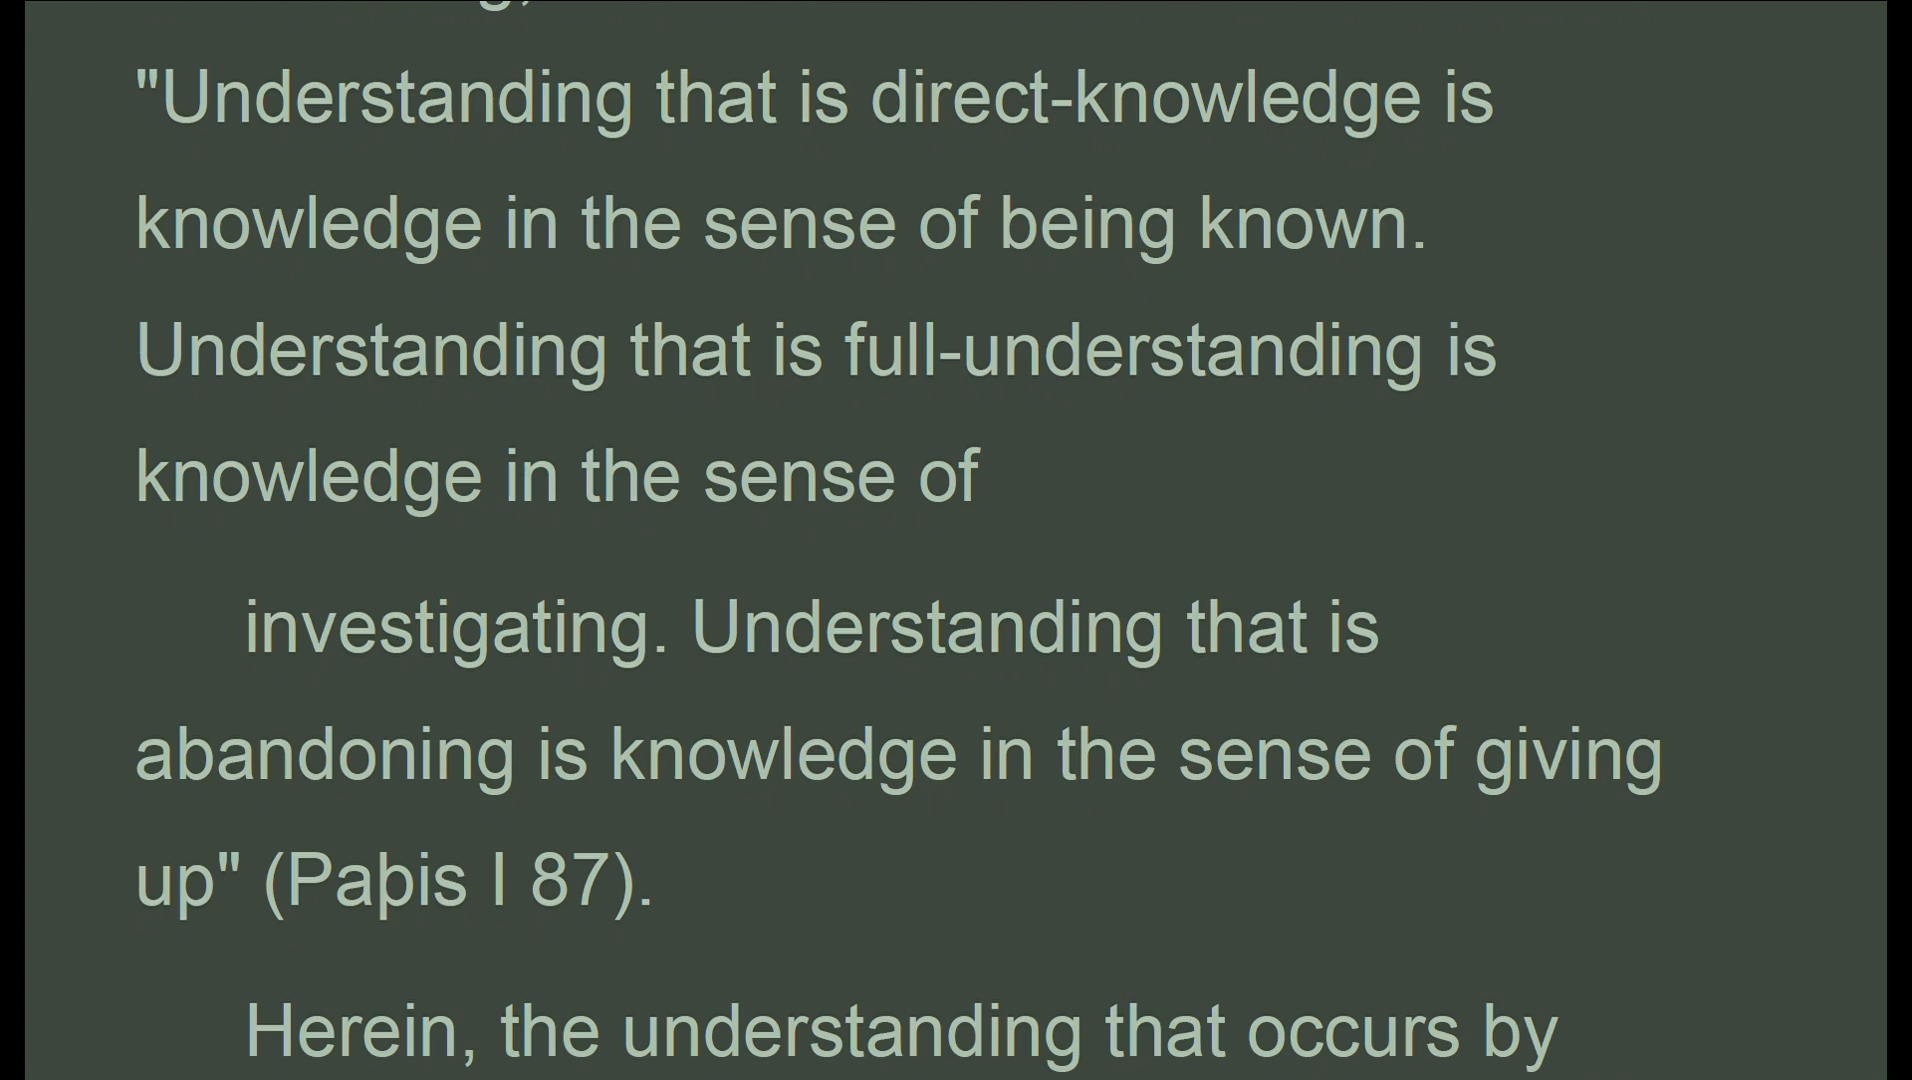 "Understanding that is direct-knowledge is
knowledge in the sense of being known.
Understanding that is full-understanding is
knowledge in the sense of
investigating. Understanding that is
abandoning is knowledge in the sense of giving
up" (Paþis I 87).
Herein, the understanding that occurs by